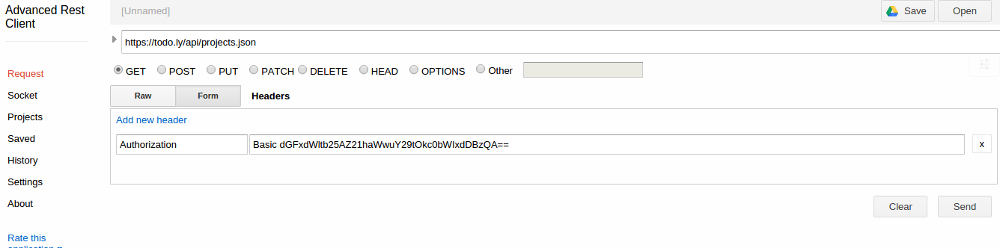 Advanced Rest
Client
[Unnamed]
Save
Open
https://todo.ly/api/projects.json
GET POST PUT PATCH DELETE HEAD OPTIONS Other
Raw Form Headers
Add new header
Authorization
Basic dGFxdWltb25AZ21haWwuY29tOkc0bWIxdDBzQA==
x
Clear
Send
Request
Socket
Projects
Saved
History
Settings
About
Rate this
application